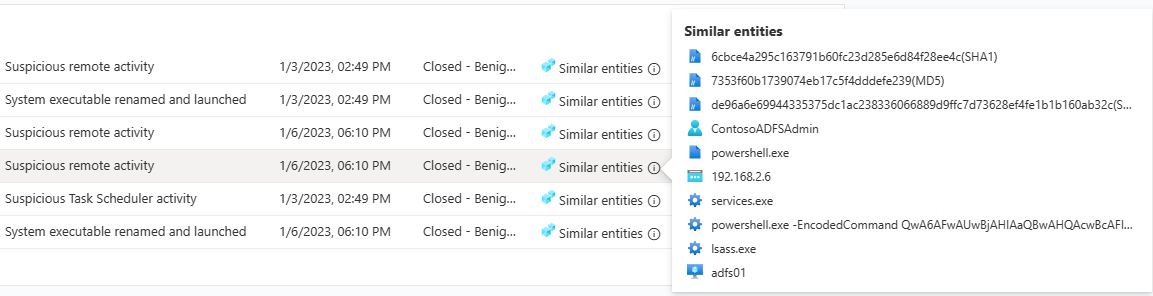 Suspicious remote activity 1/3/2023, 02:49 PM Closed - Benig... Similar entities
System executable renamed and launched 1/3/2023, 02:49 PM Closed - Benig... Similar entities
Suspicious remote activity 1/6/2023, 06:10 PM Closed - Benig... Similar entities
Suspicious remote activity 1/6/2023, 06:10 PM Closed - Benig... Similar entities
Suspicious Task Scheduler activity 1/3/2023, 02:49 PM Closed - Benig... Similar entities
System executable renamed and launched 1/6/2023, 06:10 PM Closed - Benig... Similar entities
Similar entities
6cbce4a295c163791b60fc23d285e6d84f28ee4c(SHA1)
7353f60b1739074eb17c5f4dddefe239(MD5)
de96a6e69944335375dc1ac238336066889d9ffc7d73628ef4fe1b1b160ab32c(S...
ContosoADFSAdmin
powershell.exe
192.168.2.6
services.exe
powershell.exe -EncodedCommand QwA6AFwAUwBjAHIAaQBwAHQAcwBcAFI...
lsass.exe
adfs01